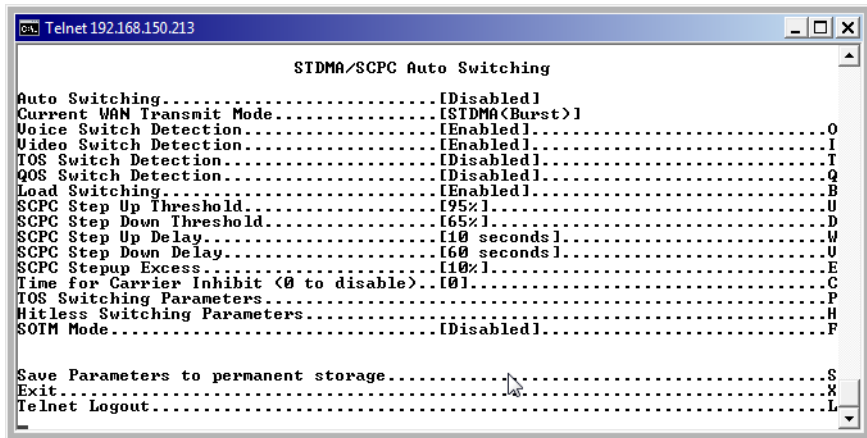 Telnet 192.168.150.213
STDMA/SCPC Auto Switching
Auto Switching...........................[Disabled]
Current WAN Transmit Mode................[STDMA(Burst)]
Voice Switch Detection...................[Enabled].............................O
Video Switch Detection...................[Enabled].............................I
TOS Switch Detection.....................[Disabled]............................T
QOS Switch Detection.....................[Disabled]............................Q
Load Switching...........................[Enabled].............................B
SCPC Step Up Threshold...................[95%].................................U
SCPC Step Down Threshold.................[65%].................................D
SCPC Step Up Delay.......................[10 seconds]..........................W
SCPC Step Down Delay.....................[60 seconds]..........................V
SCPC Stepup Excess.......................[10%].................................E
Time for Carrier Inhibit (0 to disable)..[0]...................................C
TOS Switching Parameters.......................................................P
Hitless Switching Parameters...................................................H
SOTM Mode................................[Disabled]............................F
Save Parameters to permanent storage...........................................S
Exit...........................................................................X
Telnet Logout..................................................................L